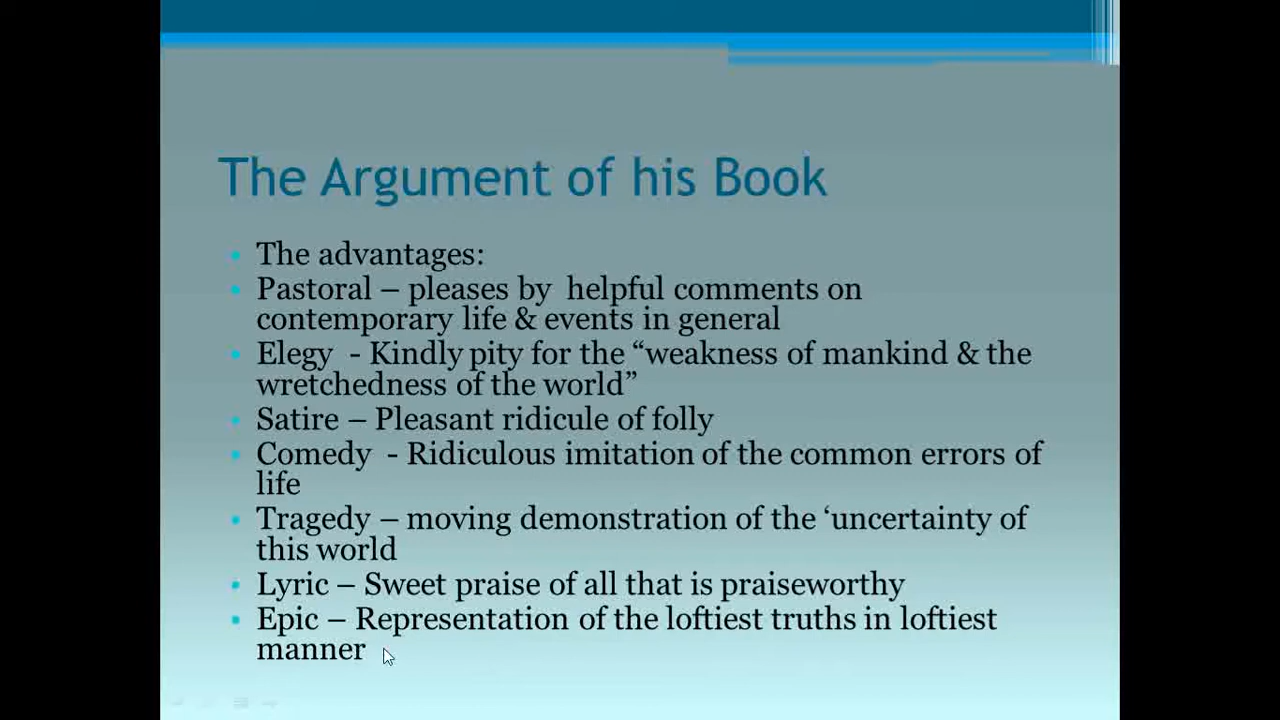 The Argument of his Book
• The advantages:
• Pastoral – pleases by  helpful comments on
contemporary life & events in general
• Elegy  - Kindly pity for the “weakness of mankind & the
wretchedness of the world”
• Satire – Pleasant ridicule of folly
• Comedy  - Ridiculous imitation of the common errors of
life
• Tragedy – moving demonstration of the ‘uncertainty of
this world
• Lyric – Sweet praise of all that is praiseworthy
• Epic – Representation of the loftiest truths in loftiest
manner